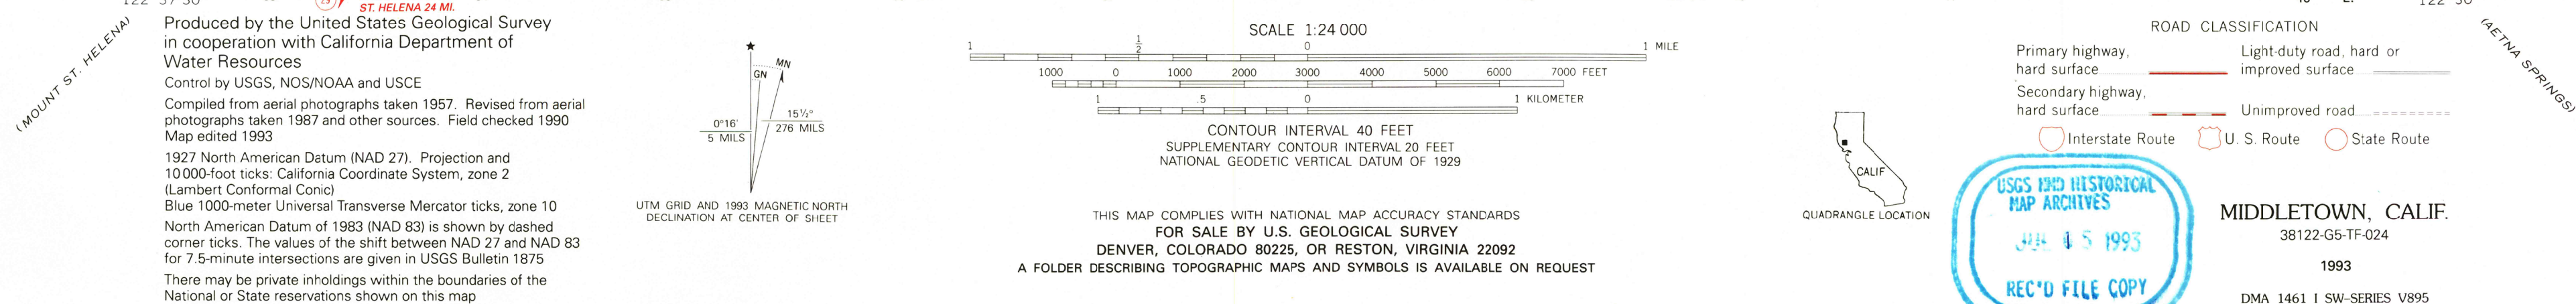 122°37'30"
ST. HELENA 24 MI.
(MOUNT ST. HELENA)
Produced by the United States Geological Survey
in cooperation with California Department of
Water Resources
Control by USGS, NOS/NOAA and USCE
Compiled from aerial photographs taken 1957. Revised from aerial
photographs taken 1987 and other sources. Field checked 1990
Map edited 1993
1927 North American Datum (NAD 27). Projection and
10 000-foot ticks: California Coordinate System, zone 2
(Lambert Conformal Conic)
Blue 1000-meter Universal Transverse Mercator ticks, zone 10
North American Datum of 1983 (NAD 83) is shown by dashed
corner ticks. The values of the shift between NAD 27 and NAD 83
for 7.5-minute intersections are given in USGS Bulletin 1875
There may be private inholdings within the boundaries of the
National or State reservations shown on this map
★
MN
GN
0°16'
5 MILS
15½°
276 MILS
UTM GRID AND 1993 MAGNETIC NORTH
DECLINATION AT CENTER OF SHEET
SCALE 1:24 000
1 ½ 0 1 MILE
1000 0 1000 2000 3000 4000 5000 6000 7000 FEET
1 .5 0 1 KILOMETER
CONTOUR INTERVAL 40 FEET
SUPPLEMENTARY CONTOUR INTERVAL 20 FEET
NATIONAL GEODETIC VERTICAL DATUM OF 1929
THIS MAP COMPLIES WITH NATIONAL MAP ACCURACY STANDARDS
FOR SALE BY U.S. GEOLOGICAL SURVEY
DENVER, COLORADO 80225, OR RESTON, VIRGINIA 22092
A FOLDER DESCRIBING TOPOGRAPHIC MAPS AND SYMBOLS IS AVAILABLE ON REQUEST
CALIF
QUADRANGLE LOCATION
ROAD CLASSIFICATION
Primary highway,
hard surface
Light-duty road, hard or
improved surface
Secondary highway,
hard surface
Unimproved road
Interstate Route
U. S. Route
State Route
(AETNA SPRINGS)
USGS NMD HISTORICAL
MAP ARCHIVES
JUL 15 1993
REC'D FILE COPY
MIDDLETOWN, CALIF.
38122-G5-TF-024
1993
DMA 1461 I SW–SERIES V895